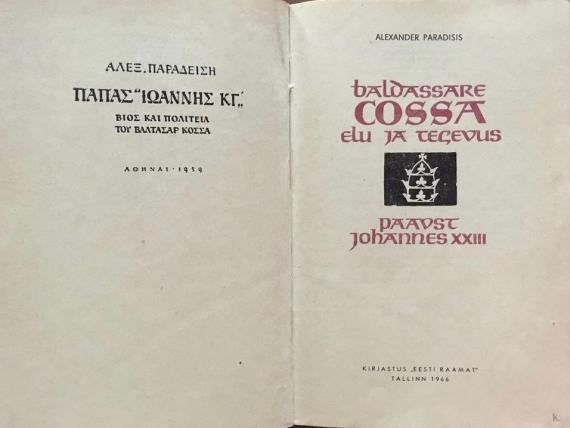 ΑΛΕΞ. ΠΑΡΑΔΕΙΣΗ
ΠΑΠΑΣ “ΙΩΑΝΝΗΣ ΚΓ΄„
ΒΙΟΣ ΚΑΙ ΠΟΛΙΤΕΙΑ
ΤΟΥ ΒΑΛΤΑΣΑΡ ΚΟΣΣΑ
ΑΘΗΝΑΙ · 1959
ALEXANDER PARADISIS
baldassare
COSSA
elu ja tegevus
paavst
johannes XXIII
KIRJASTUS „EESTI RAAMAT“
TALLINN 1966
K